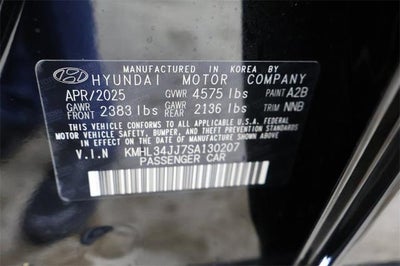 MANUFACTURED IN KOREA BY
HYUNDAI MOTOR COMPANY
APR/2025 GVWR 4575 lbs PAINT A2B
GAWR FRONT 2383 lbs GAWR REAR 2136 lbs TRIM NNB
THIS VEHICLE CONFORMS TO ALL APPLICABLE U.S.A FEDERAL
MOTOR VEHICLE SAFETY, BUMPER, AND THEFT PREVENTION
STANDARDS IN EFFECT ON THE DATE OF MANUFACTURE SHOWN ABOVE.
V.I.N KMHL34JJ7SA130207
PASSENGER CAR